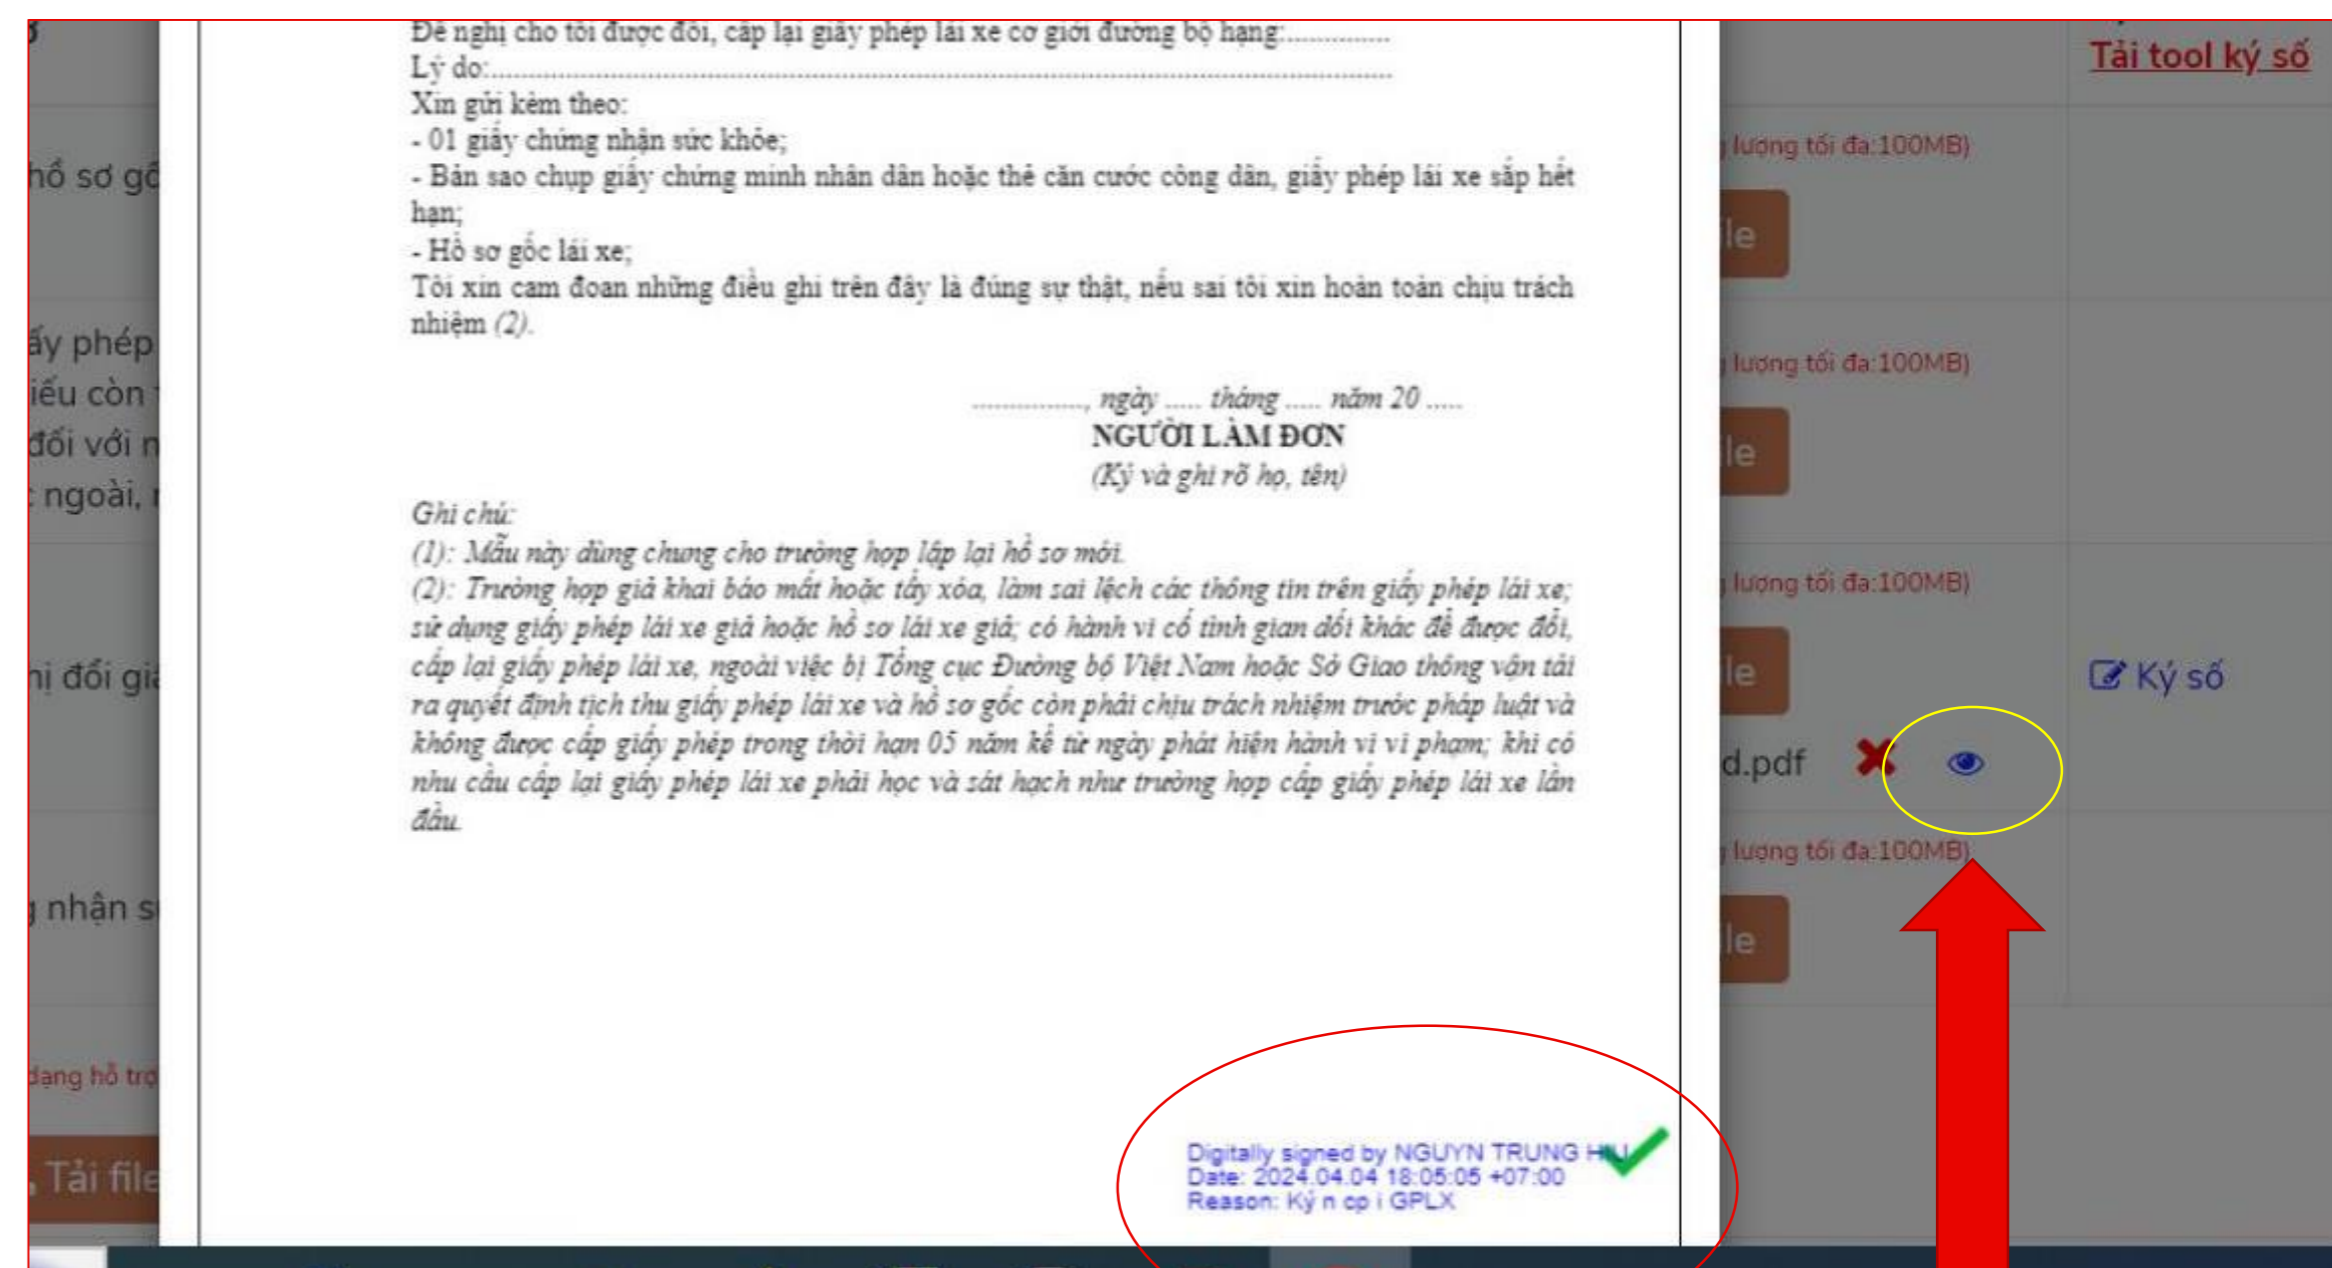 Đề nghị cho tôi được đổi, cấp lại giấy phép lái xe cơ giới đường bộ hạng:...............
Lý do:..........................................................................................................
Xin gửi kèm theo:
- 01 giấy chứng nhận sức khỏe;
- Bản sao chụp giấy chứng minh nhân dân hoặc thẻ căn cước công dân, giấy phép lái xe sắp hết
hạn;
- Hồ sơ gốc lái xe;
Tôi xin cam đoan những điều ghi trên đây là đúng sự thật, nếu sai tôi xin hoàn toàn chịu trách
nhiệm (2).
................, ngày ..... tháng ..... năm 20 .....
NGƯỜI LÀM ĐƠN
(Ký và ghi rõ họ, tên)
Ghi chú:
(1): Mẫu này dùng chung cho trường hợp lập lại hồ sơ mới.
(2): Trường hợp giả khai báo mất hoặc tẩy xóa, làm sai lệch các thông tin trên giấy phép lái xe;
sử dụng giấy phép lái xe giả hoặc hồ sơ lái xe giả; có hành vi cố tình gian dối khác để được đổi,
cấp lại giấy phép lái xe, ngoài việc bị Tổng cục Đường bộ Việt Nam hoặc Sở Giao thông vận tải
ra quyết định tịch thu giấy phép lái xe và hồ sơ gốc còn phải chịu trách nhiệm trước pháp luật và
không được cấp giấy phép trong thời hạn 05 năm kể từ ngày phát hiện hành vi vi phạm; khi có
nhu cầu cấp lại giấy phép lái xe phải học và sát hạch như trường hợp cấp giấy phép lái xe lần
đầu.
Digitally signed by NGUYN TRUNG HIU
Date: 2024.04.04 18:05:05 +07:00
Reason: Ký n cp i GPLX
hồ sơ gố
ấy phép
iếu còn
đối với n
ngoài,
ị đổi giấ
nhận s
dạng hỗ trợ
Tải file
Tải tool ký số
lượng tối đa:100MB)
ile
lượng tối đa:100MB)
ile
lượng tối đa:100MB)
ile
Ký số
d.pdf
lượng tối đa:100MB)
ile